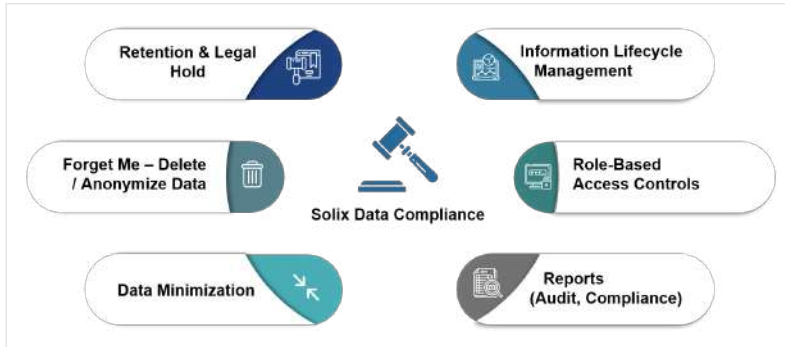 Retention & Legal
Hold
Information Lifecycle
Management
Forget Me – Delete
/ Anonymize Data
Role-Based
Access Controls
Solix Data Compliance
Data Minimization
Reports
(Audit, Compliance)